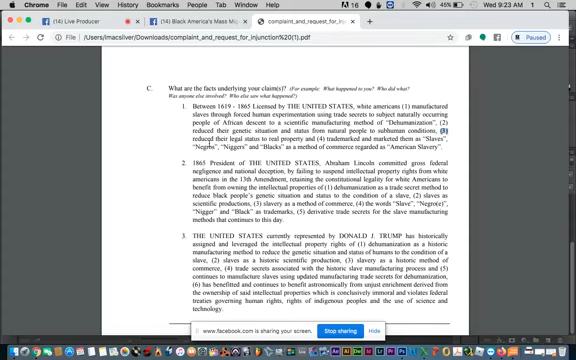 Chrome File Edit View History Bookmarks People Tab Window Help
16 45% Wed 9:23 AM
(14) Live Producer
(14) Black America's Mass Mig
complaint_and_request_for_inj
/Users/imacsilver/Downloads/complaint_and_request_for_injunction%20(1).pdf
Paused
C. What are the facts underlying your claim(s)? (For example: What happened to you? Who did what?
Was anyone else involved? Who else saw what happened?)
1. Between 1619 - 1865 Licensed by THE UNITED STATES, white americans (1) manufactured
slaves through forced human experimentation using trade secrets to subject naturally occurring
people of African descent to a scientific manufacturing method of "Dehumanization", (2)
reduced their genetic situation and status from natural people to subhuman conditions, (3)
reduced their legal status to real property and (4) trademarked and marketed them as "Slaves",
"Negros", "Niggers" and "Blacks" as a method of commerce regarded as "American Slavery".
2. 1865 President of THE UNITED STATES, Abraham Lincoln committed gross federal
negligence and national deception, by failing to suspend intellectual property rights of white
americans in the 13th Amendment, retaining the constitutional legality for white Americans to
benefit from owning the intellectual properties of (1) dehumanization as a trade secret method to
reduce black people's genetic situation and status to the condition of a slave, (2) slaves as
scientific productions, (3) slavery as a method of commerce, (4) the words "Slave", "Negro(e)",
"Nigger" and "Black" as trademarks, (5) derivative trade secrets for the slave manufacturing
methods that continues to this day.
3. THE UNITED STATES currently represented by DONALD J. TRUMP has historically
assigned and leveraged the intellectual property rights of (1) dehumanization as a historic
manufacturing method to reduce the genetic situation and status of humans to the condition of a
slave, (2) slaves as a historic scientific production, (3) slavery as a historic method of
commerce, (4) trade secrets associated with the historic slave manufacturing process and (5)
continues to manufacture slaves using updated manufacturing trade secrets for dehumanization,
(6) has benefitted and continues to benefit astronomically from unjust enrichment derived from
the ownership of said intellectual properties which is conclusively immoral and violates federal
treaties governing human rights, rights of indigenous peoples and the use of science and
technology.
www.facebook.com is sharing your screen.
Stop sharing
Hide